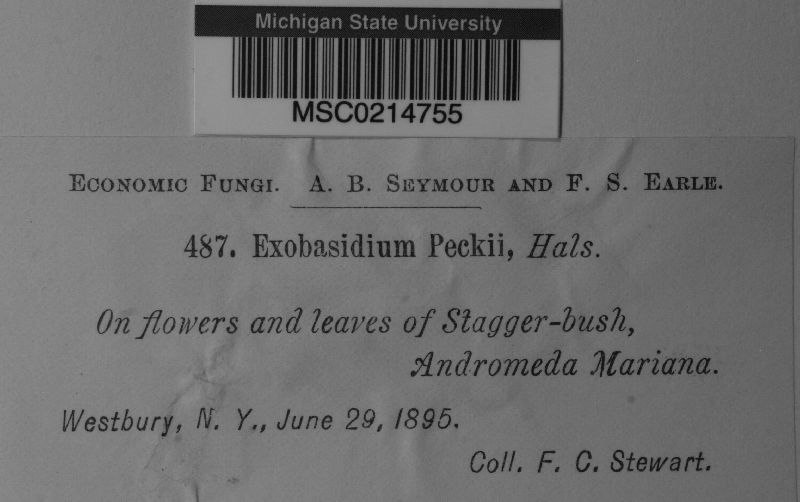 Michigan State University
MSC0214755
ECONOMIC FUNGI. A. B. SEYMOUR AND F. S. EARLE.
487. Exobasidium Peckii, Hals.
On flowers and leaves of Stagger-bush,
Andromeda Mariana.
Westbury, N. Y., June 29, 1895.
Coll. F. C. Stewart.